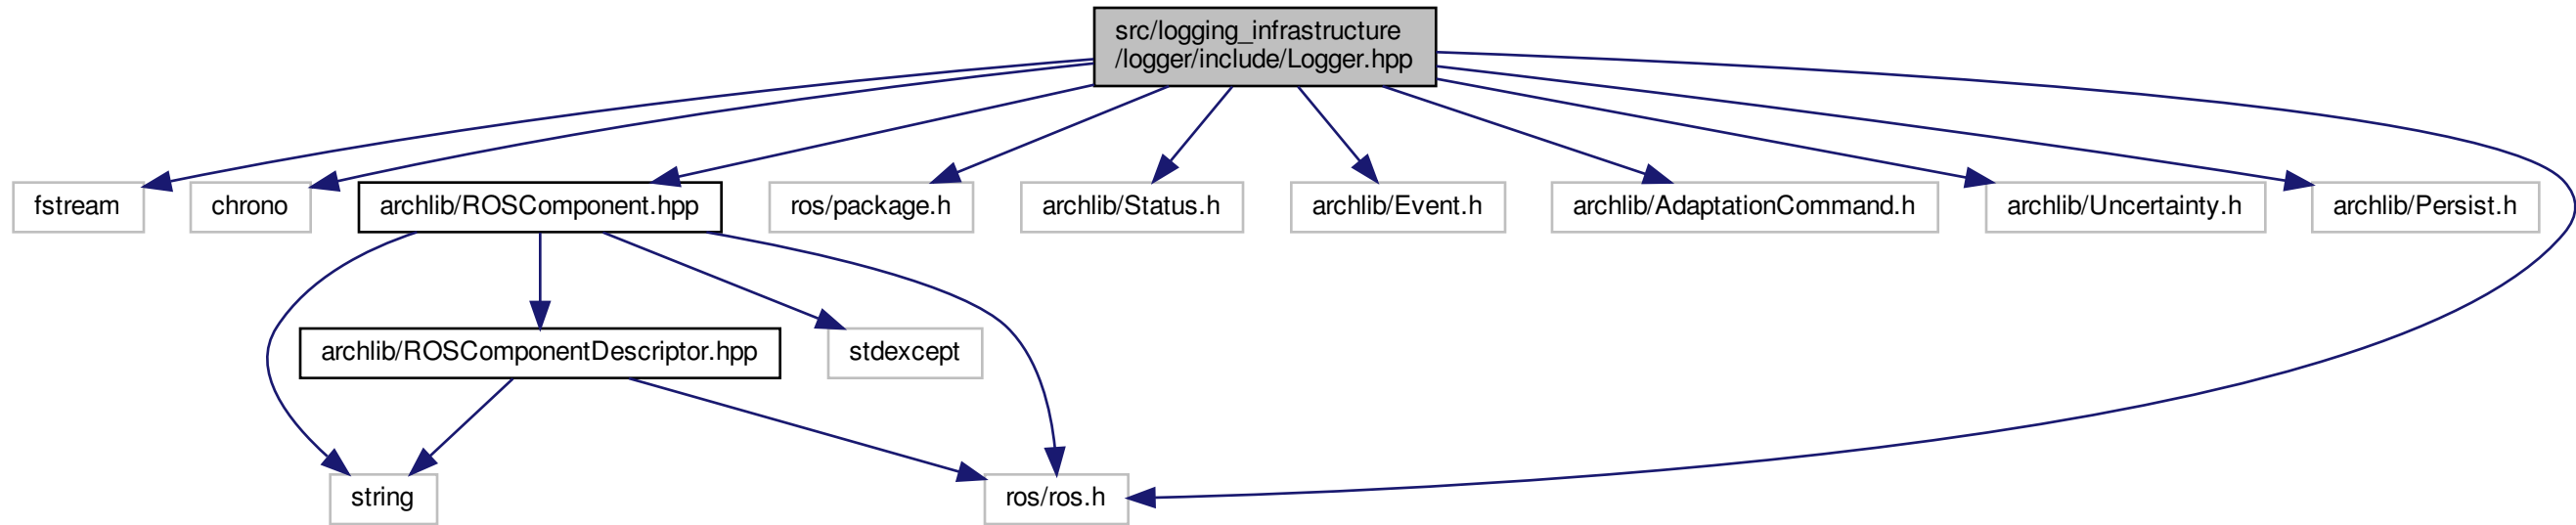 src/logging_infrastructure
/logger/include/Logger.hpp
fstream
chrono
archlib/ROSComponent.hpp
ros/package.h
archlib/Status.h
archlib/Event.h
archlib/AdaptationCommand.h
archlib/Uncertainty.h
archlib/Persist.h
archlib/ROSComponentDescriptor.hpp
stdexcept
string
ros/ros.h